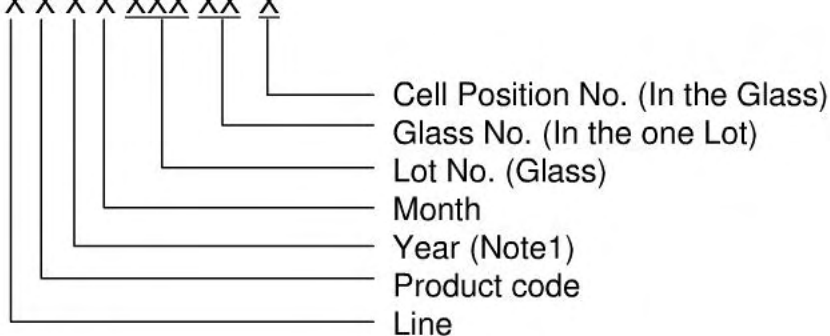 X X X X XXX XX X
Cell Position No. (In the Glass)
Glass No. (In the one Lot)
Lot No. (Glass)
Month
Year (Note1)
Product code
Line